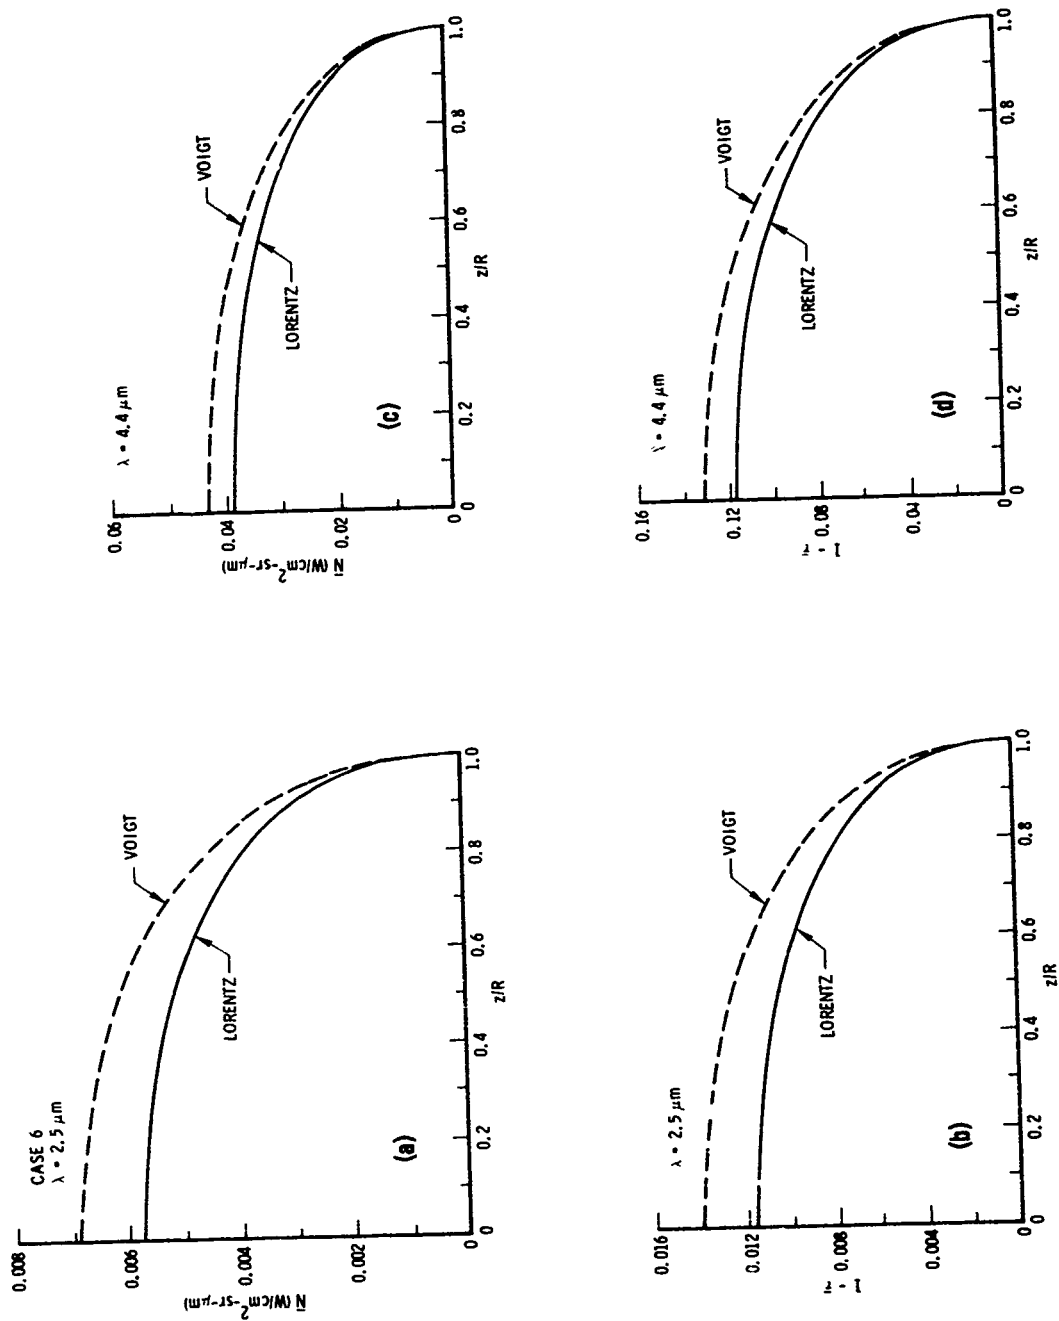 CASE 6
λ = 2.5 μm
0.008
0.006
0.004
0.002
0
N̅ (W/cm²-sr-μm)
VOIGT
LORENTZ
(a)
0
0.2
0.4
0.6
0.8
1.0
z/R
λ = 4.4 μm
0.06
0.04
0.02
0
N̅ (W/cm²-sr-μm)
VOIGT
LORENTZ
(c)
0
0.2
0.4
0.6
0.8
1.0
z/R
λ = 2.5 μm
0.016
0.012
0.008
0.004
0
1 - τ̅
VOIGT
LORENTZ
(b)
0
0.2
0.4
0.6
0.8
1.0
z/R
= 4.4 μm
0.16
0.12
0.08
0.04
0
1 - τ̅
VOIGT
LORENTZ
(d)
0
0.2
0.4
0.6
0.8
1.0
z/R